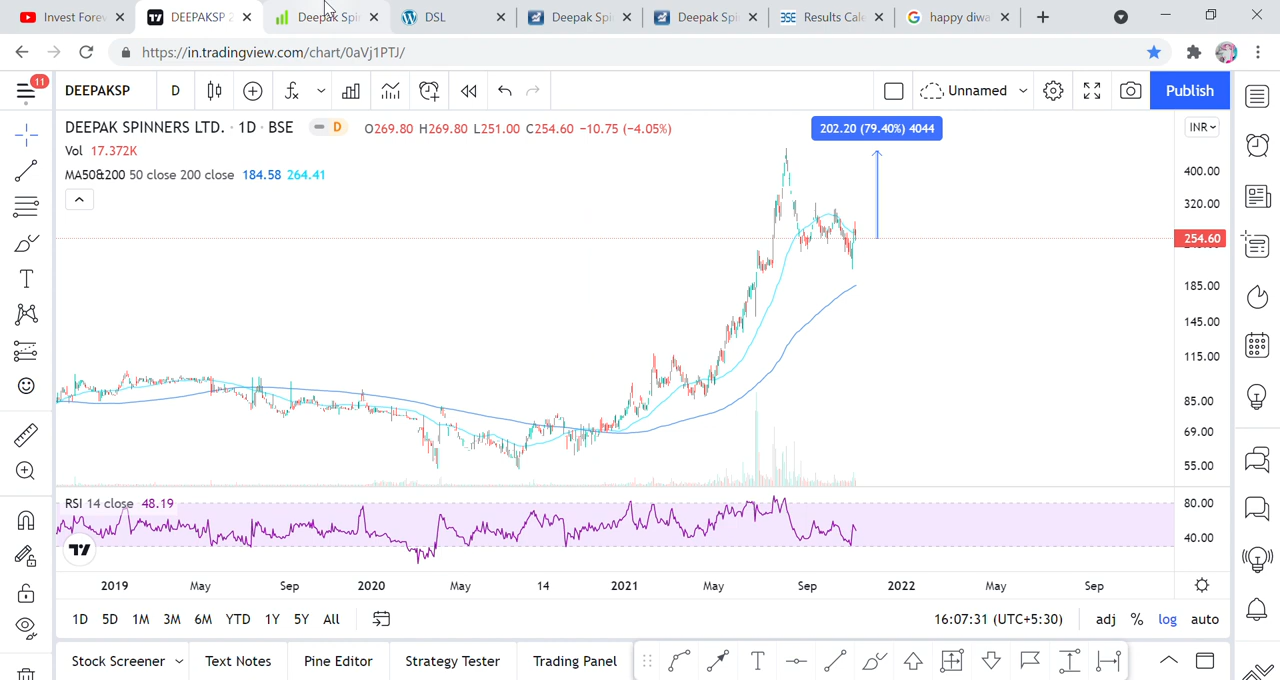 Invest Fore
DEEPAKSP 2
Deepak Spi
DSL
Deepak Spi
Deepak Spi
BSE Results Cale
happy diwa
https://in.tradingview.com/chart/0aVj1PTJ/
11
DEEPAKSP
D
Unnamed
Publish
DEEPAK SPINNERS LTD. · 1D · BSE
D
O269.80 H269.80 L251.00 C254.60 −10.75 (−4.05%)
202.20 (79.40%) 4044
INR
Vol 17.372K
MA50&200 50 close 200 close 184.58 264.41
400.00
320.00
254.60
185.00
145.00
115.00
85.00
69.00
55.00
RSI 14 close 48.19
80.00
40.00
2019 May Sep 2020 May 14 2021 May Sep 2022 May Sep
1D 5D 1M 3M 6M YTD 1Y 5Y All
16:07:31 (UTC+5:30)
adj % log auto
Stock Screener
Text Notes
Pine Editor
Strategy Tester
Trading Panel